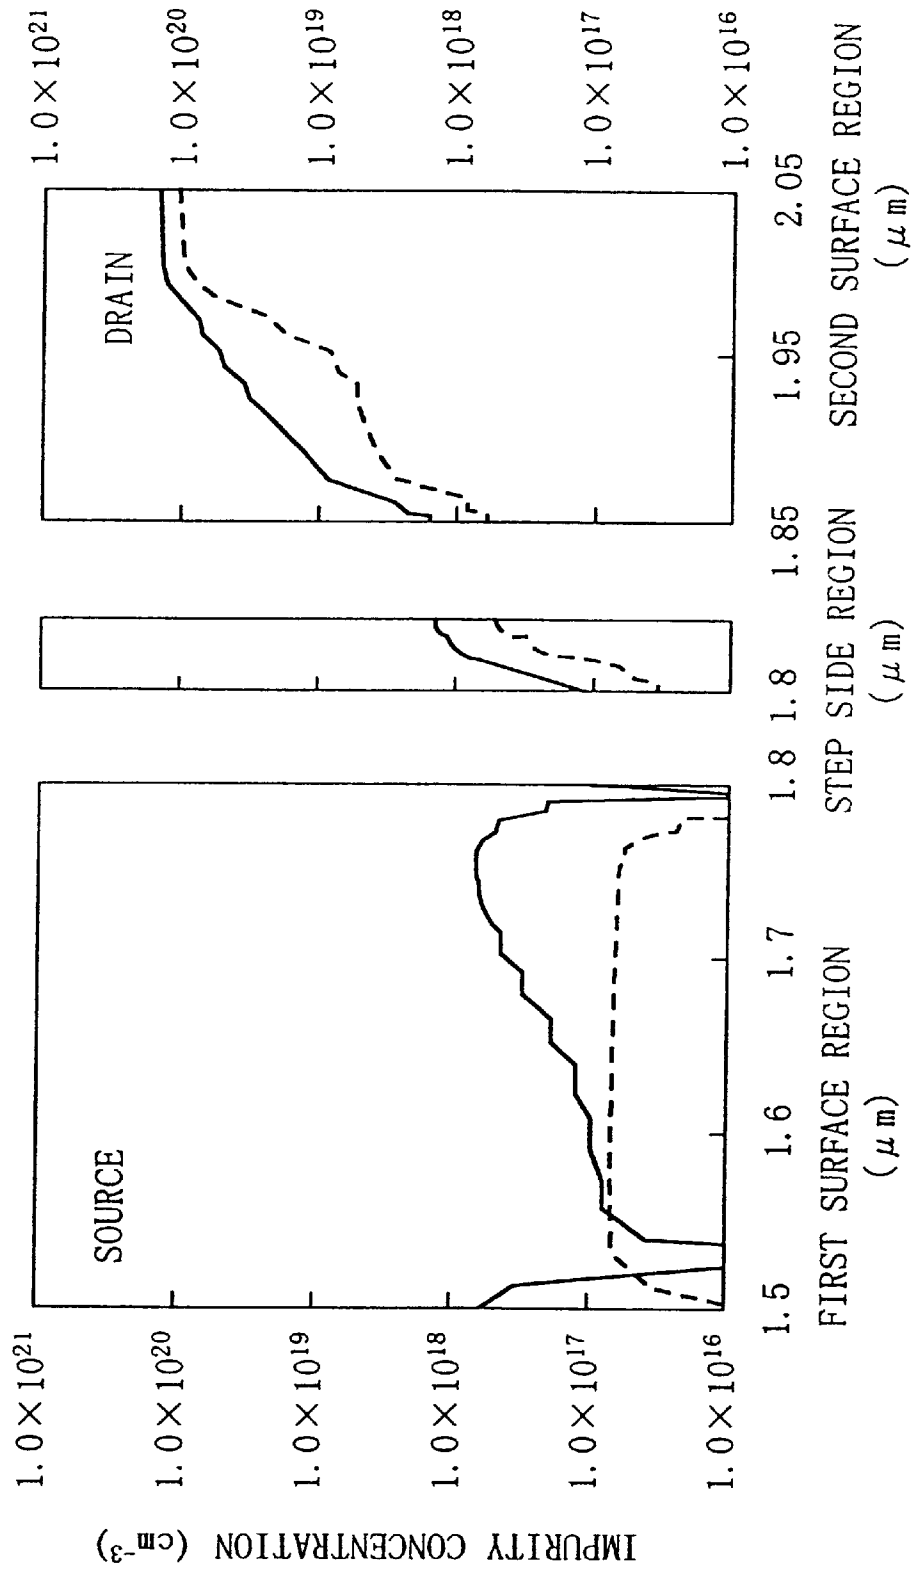 IMPURITY CONCENTRATION (cm⁻³)
1.0×10²¹
1.0×10²⁰
1.0×10¹⁹
1.0×10¹⁸
1.0×10¹⁷
1.0×10¹⁶
SOURCE
1.5
1.6
1.7
1.8
FIRST SURFACE REGION
(μm)
1.8
STEP SIDE REGION
(μm)
DRAIN
1.85
1.95
2.05
SECOND SURFACE REGION
(μm)
1.0×10²¹
1.0×10²⁰
1.0×10¹⁹
1.0×10¹⁸
1.0×10¹⁷
1.0×10¹⁶